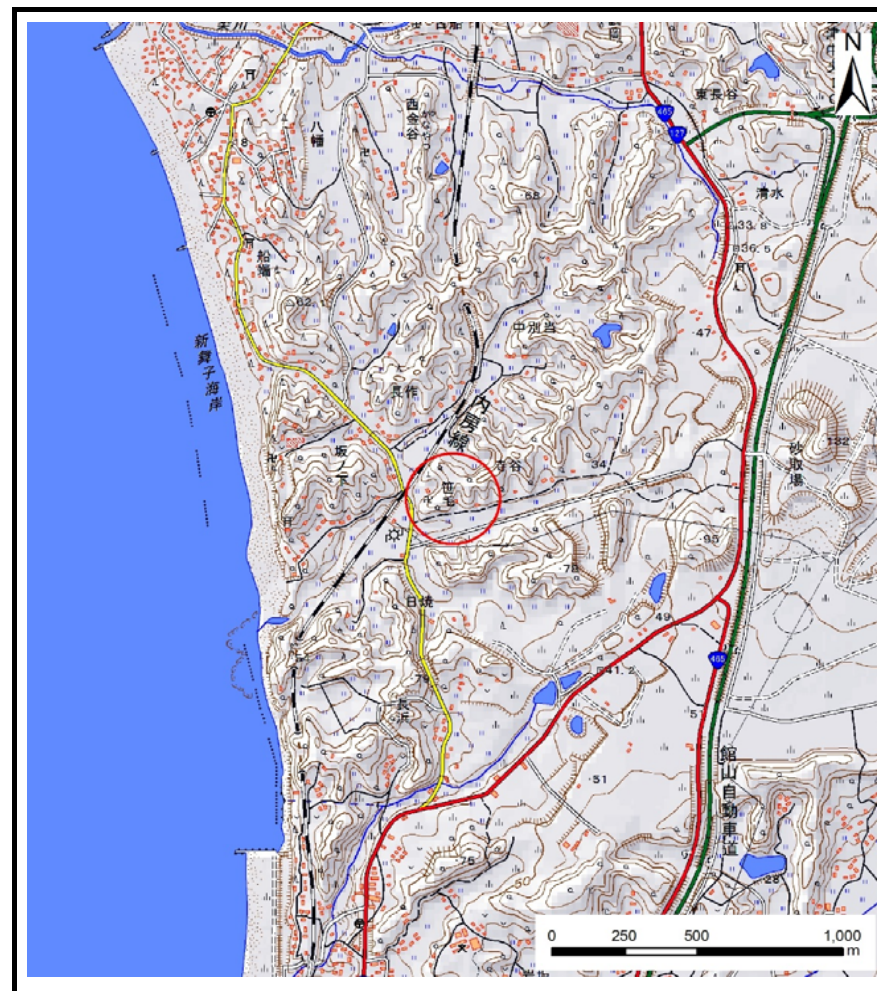 N
東長谷
465
127
八幡
西金谷
・68
清水
33.8
36.5
船端
62
・47
新舞子海岸
中別当
長作
内房線
砂取場
・132
坂ノ下
笹毛
寺谷
34
・95
・78
日焼
49
465
41.2
79
長浜
51
・51
館山自動車道
75
50
・28
0 250 500 1,000
m